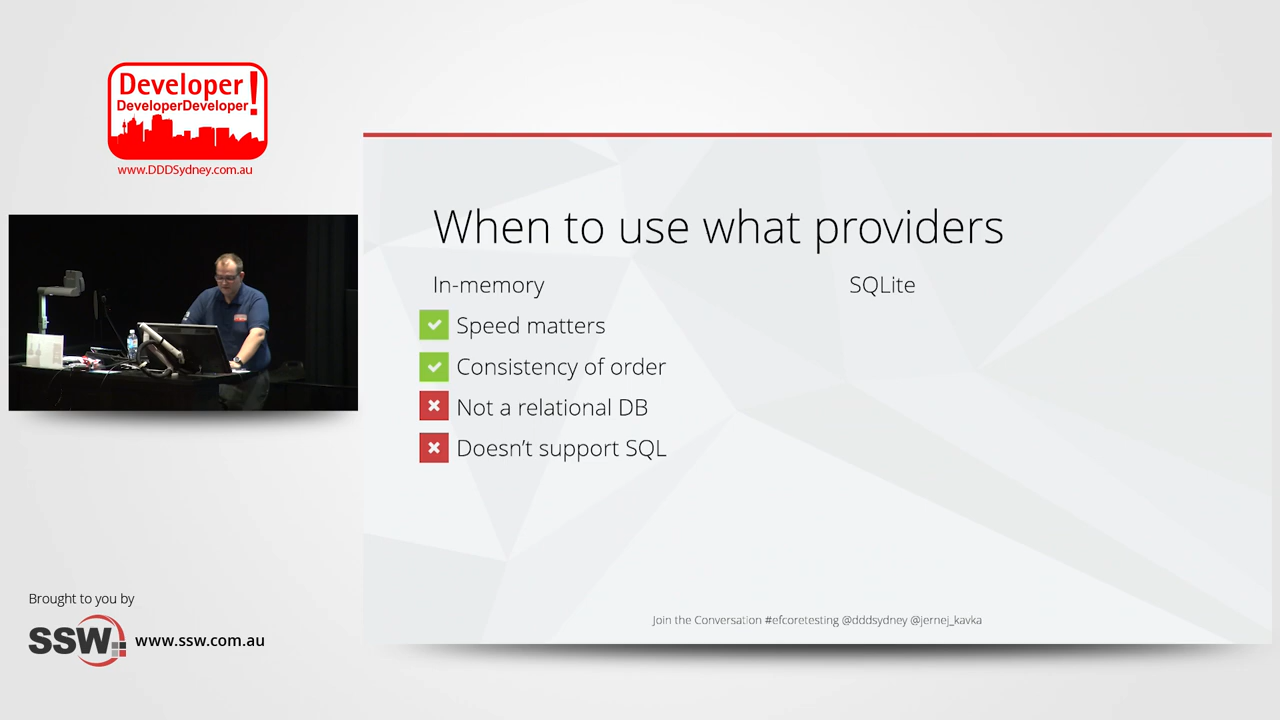 Developer!
DeveloperDeveloper
www.DDDSydney.com.au
When to use what providers
In-memory
SQLite
Speed matters
Consistency of order
Not a relational DB
Doesn't support SQL
Join the Conversation #efcoretesting @dddsydney @jernej_kavka
Brought to you by
SSW
www.ssw.com.au